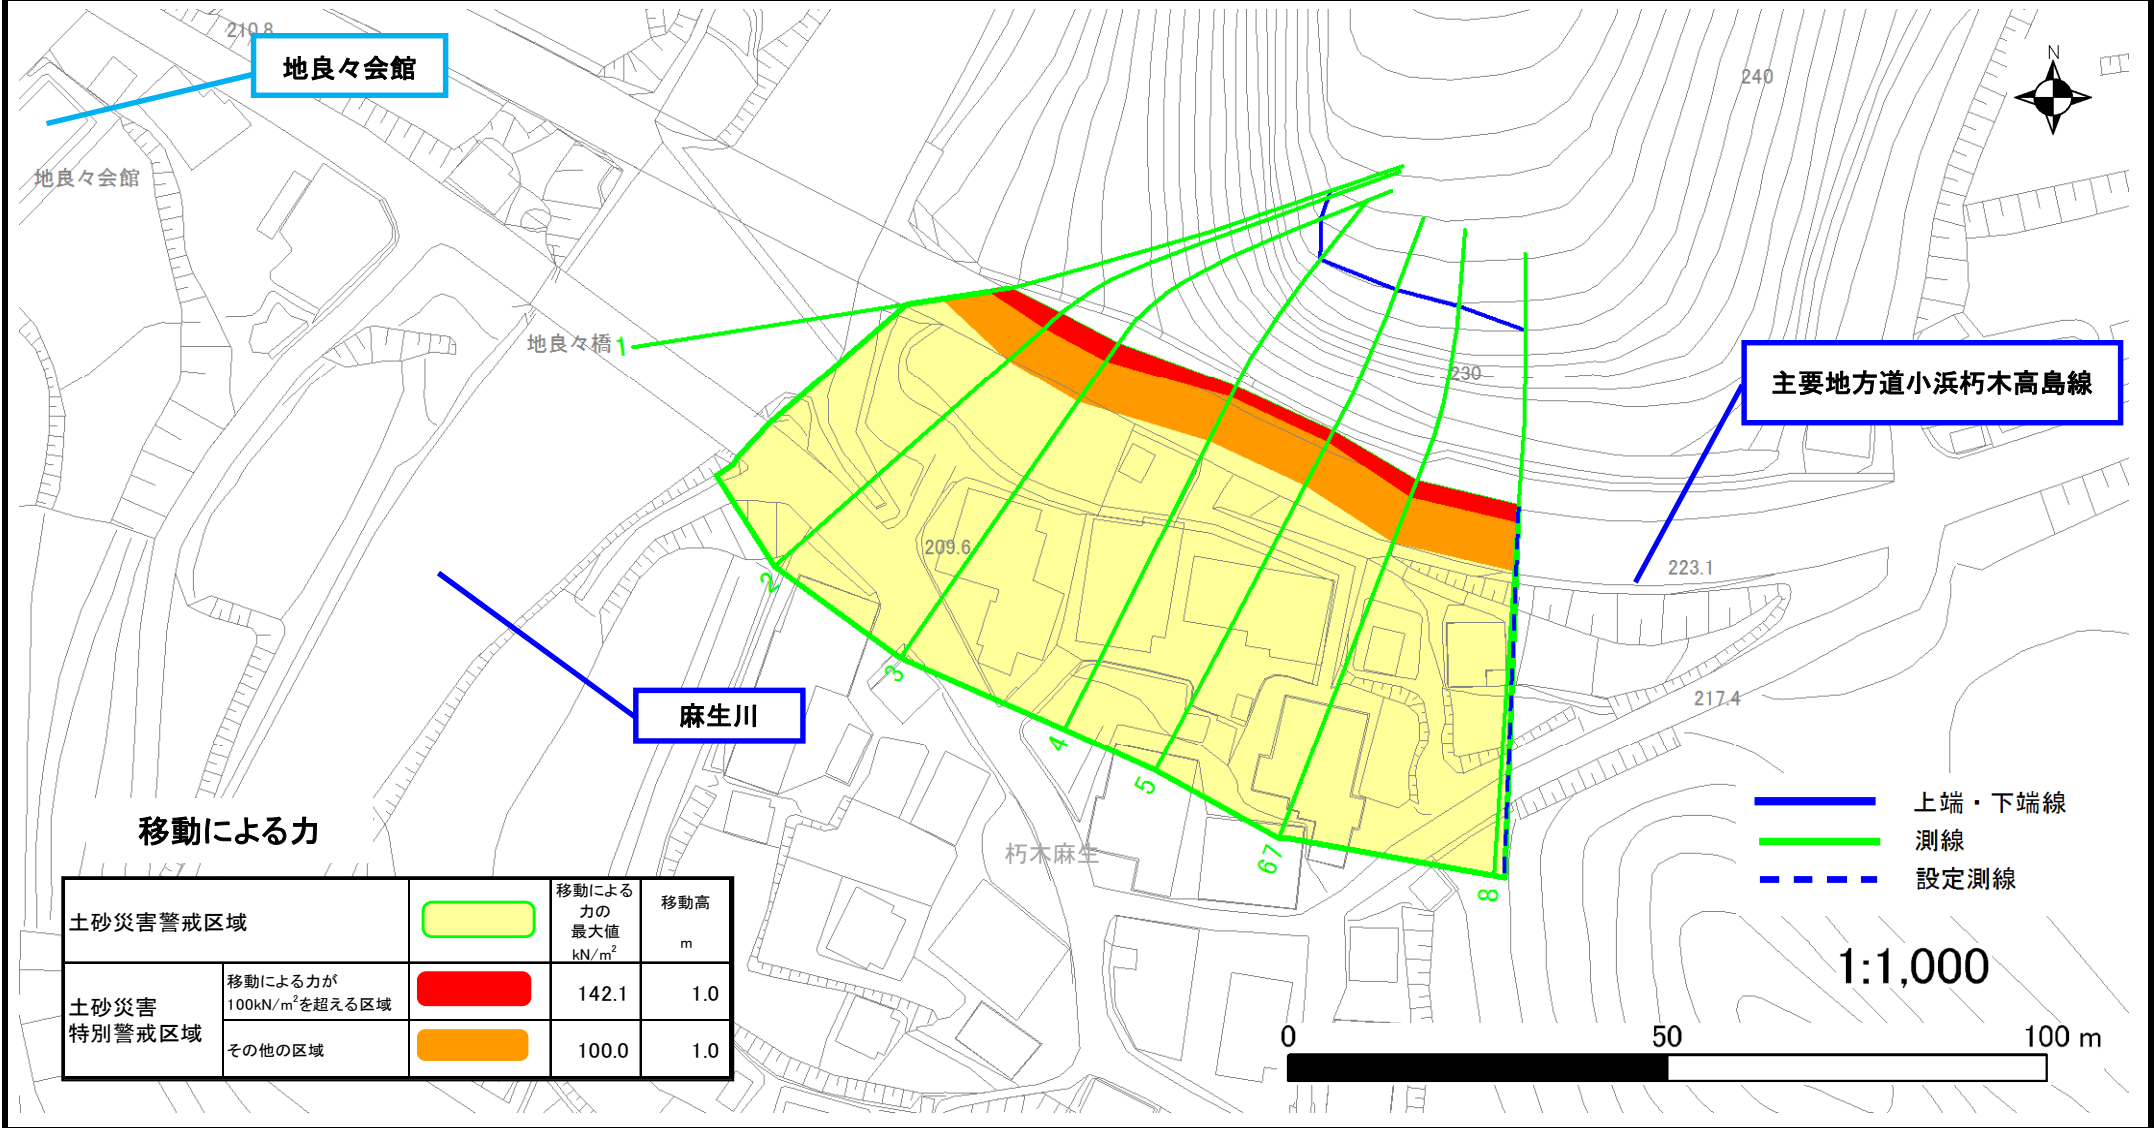 210.8
地良々会館
地良々会館
240
N
地良々橋
1
230
主要地方道小浜朽木高島線
209.6
223.1
2
3
217.4
麻生川
4
5
67
8
朽木麻生
上端・下端線
測線
設定測線
1:1,000
0 50 100 m
移動による力
土砂災害警戒区域
移動による
力の
最大値
kN/m²
移動高
m
土砂災害
特別警戒区域
移動による力が
100kN/m²を超える区域
142.1 1.0
その他の区域
100.0 1.0